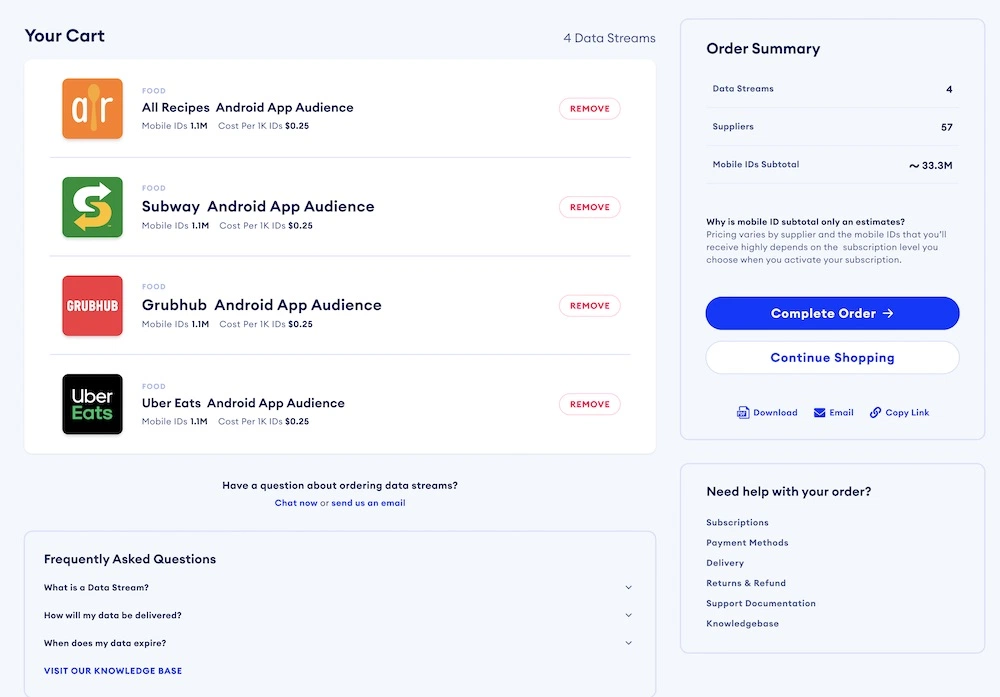 Your Cart
4 Data Streams
FOOD
All Recipes Android App Audience
Mobile IDs 1.1M Cost Per 1K IDs $0.25
REMOVE
FOOD
Subway Android App Audience
Mobile IDs 1.1M Cost Per 1K IDs $0.25
REMOVE
GRUBHUB
FOOD
Grubhub Android App Audience
Mobile IDs 1.1M Cost Per 1K IDs $0.25
REMOVE
Uber
Eats
FOOD
Uber Eats Android App Audience
Mobile IDs 1.1M Cost Per 1K IDs $0.25
REMOVE
Have a question about ordering data streams?
Chat now or send us an email
Frequently Asked Questions
What is a Data Stream?
How will my data be delivered?
When does my data expire?
VISIT OUR KNOWLEDGE BASE
Order Summary
Data Streams 4
Suppliers 57
Mobile IDs Subtotal ~ 33.3M
Why is mobile ID subtotal only an estimates?
Pricing varies by supplier and the mobile IDs that you'll
receive highly depends on the subscription level you
choose when you activate your subscription.
Complete Order →
Continue Shopping
Download Email Copy Link
Need help with your order?
Subscriptions
Payment Methods
Delivery
Returns & Refund
Support Documentation
Knowledgebase